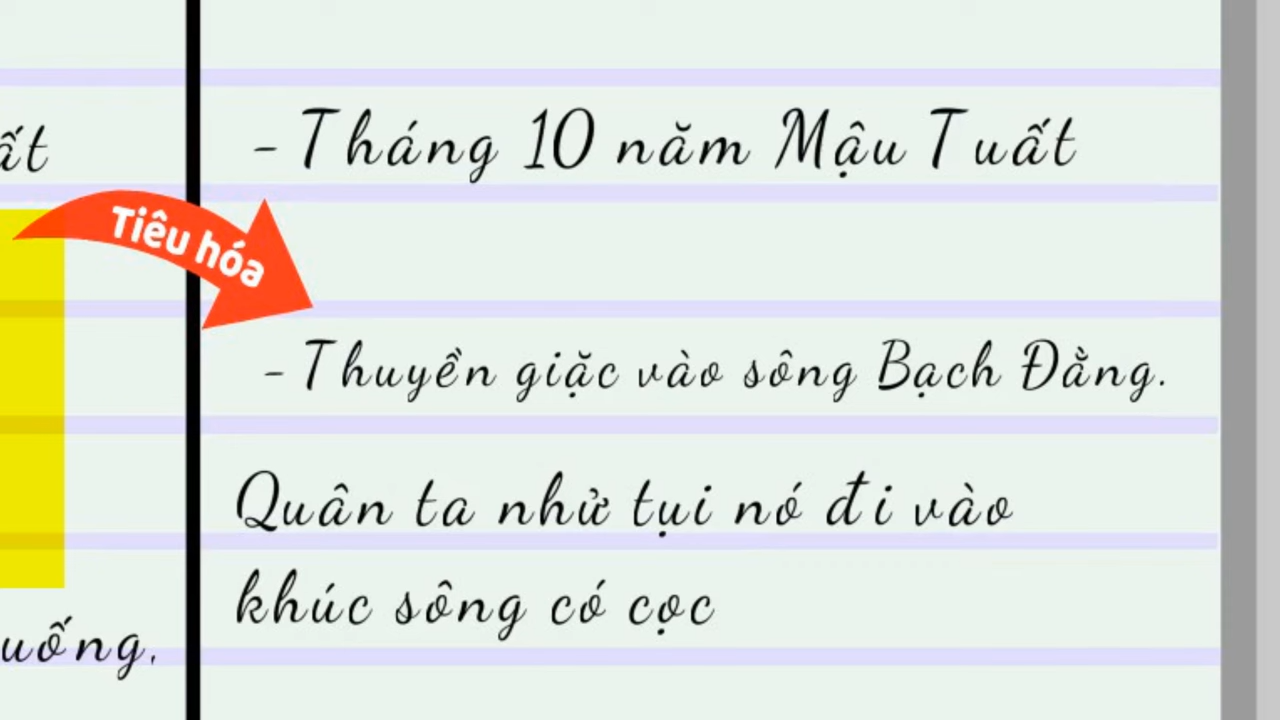 ất
- Tháng 10 năm Mậu Tuất
Tiêu hóa
- Thuyền giặc vào sông Bạch Đằng.
Quân ta nhử tụi nó đi vào
khúc sông có cọc
uống,